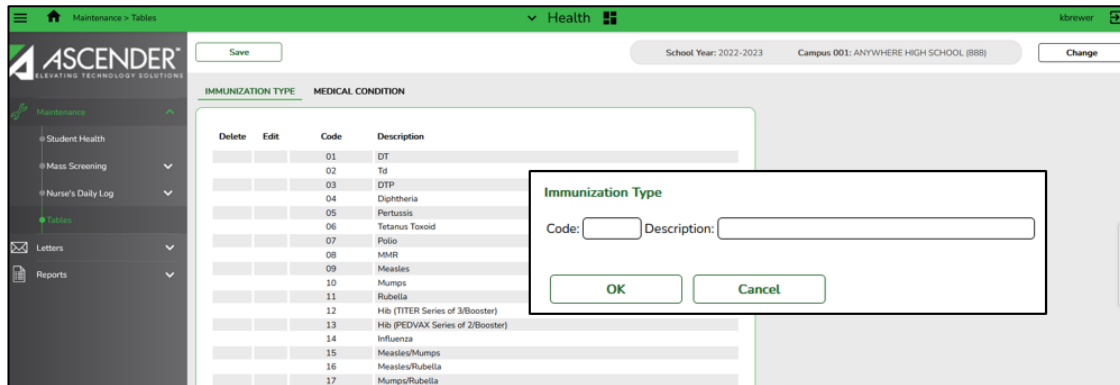 Maintenance > Tables
Health
kbrewer
ASCENDER
ELEVATING TECHNOLOGY SOLUTIONS
Save
School Year: 2022-2023 Campus 001: ANYWHERE HIGH SCHOOL (888)
Change
Maintenance
Student Health
Mass Screening
Nurse's Daily Log
Tables
Letters
Reports
IMMUNIZATION TYPE MEDICAL CONDITION
Delete Edit Code Description
01 DT
02 Td
03 DTP
04 Diphtheria
05 Pertussis
06 Tetanus Toxoid
07 Polio
08 MMR
09 Measles
10 Mumps
11 Rubella
12 Hib (TITER Series of 3/Booster)
13 Hib (PEDVAX Series of 2/Booster)
14 Influenza
15 Measles/Mumps
16 Measles/Rubella
17 Mumps/Rubella
Immunization Type
Code: Description:
OK Cancel